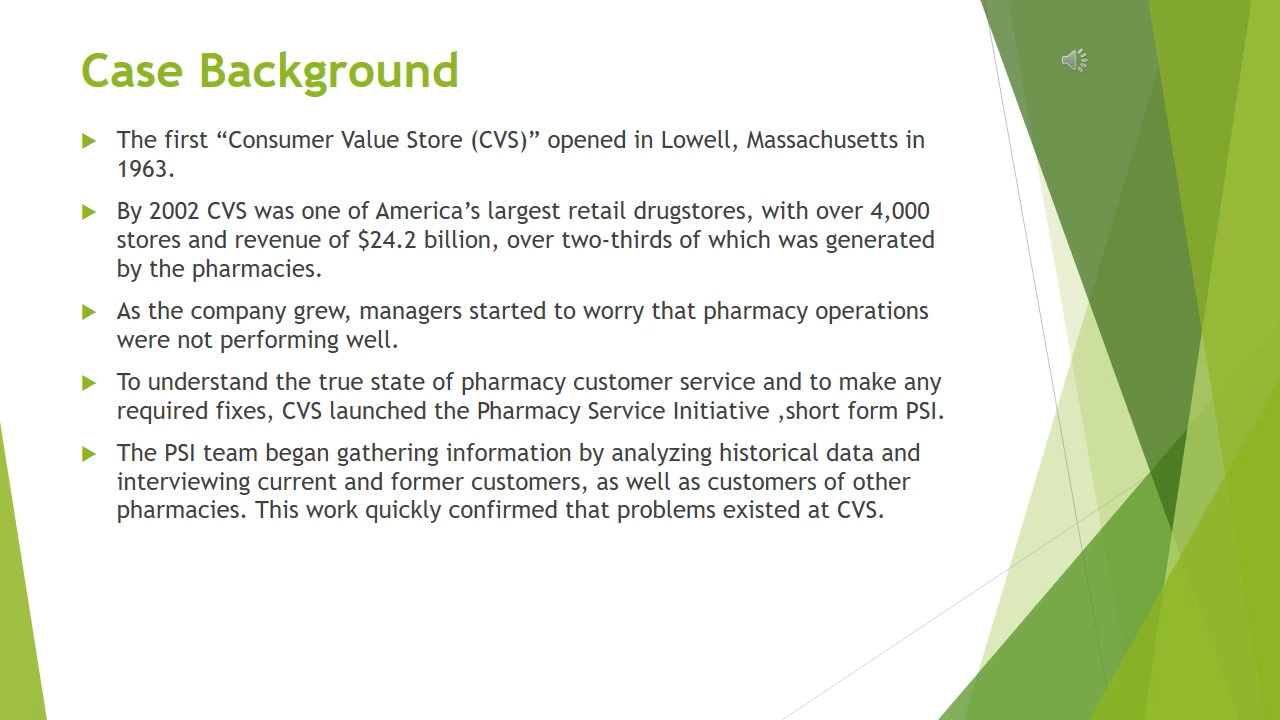 Case Background
The first “Consumer Value Store (CVS)” opened in Lowell, Massachusetts in
1963.
By 2002 CVS was one of America’s largest retail drugstores, with over 4,000
stores and revenue of $24.2 billion, over two-thirds of which was generated
by the pharmacies.
As the company grew, managers started to worry that pharmacy operations
were not performing well.
To understand the true state of pharmacy customer service and to make any
required fixes, CVS launched the Pharmacy Service Initiative ,short form PSI.
The PSI team began gathering information by analyzing historical data and
interviewing current and former customers, as well as customers of other
pharmacies. This work quickly confirmed that problems existed at CVS.